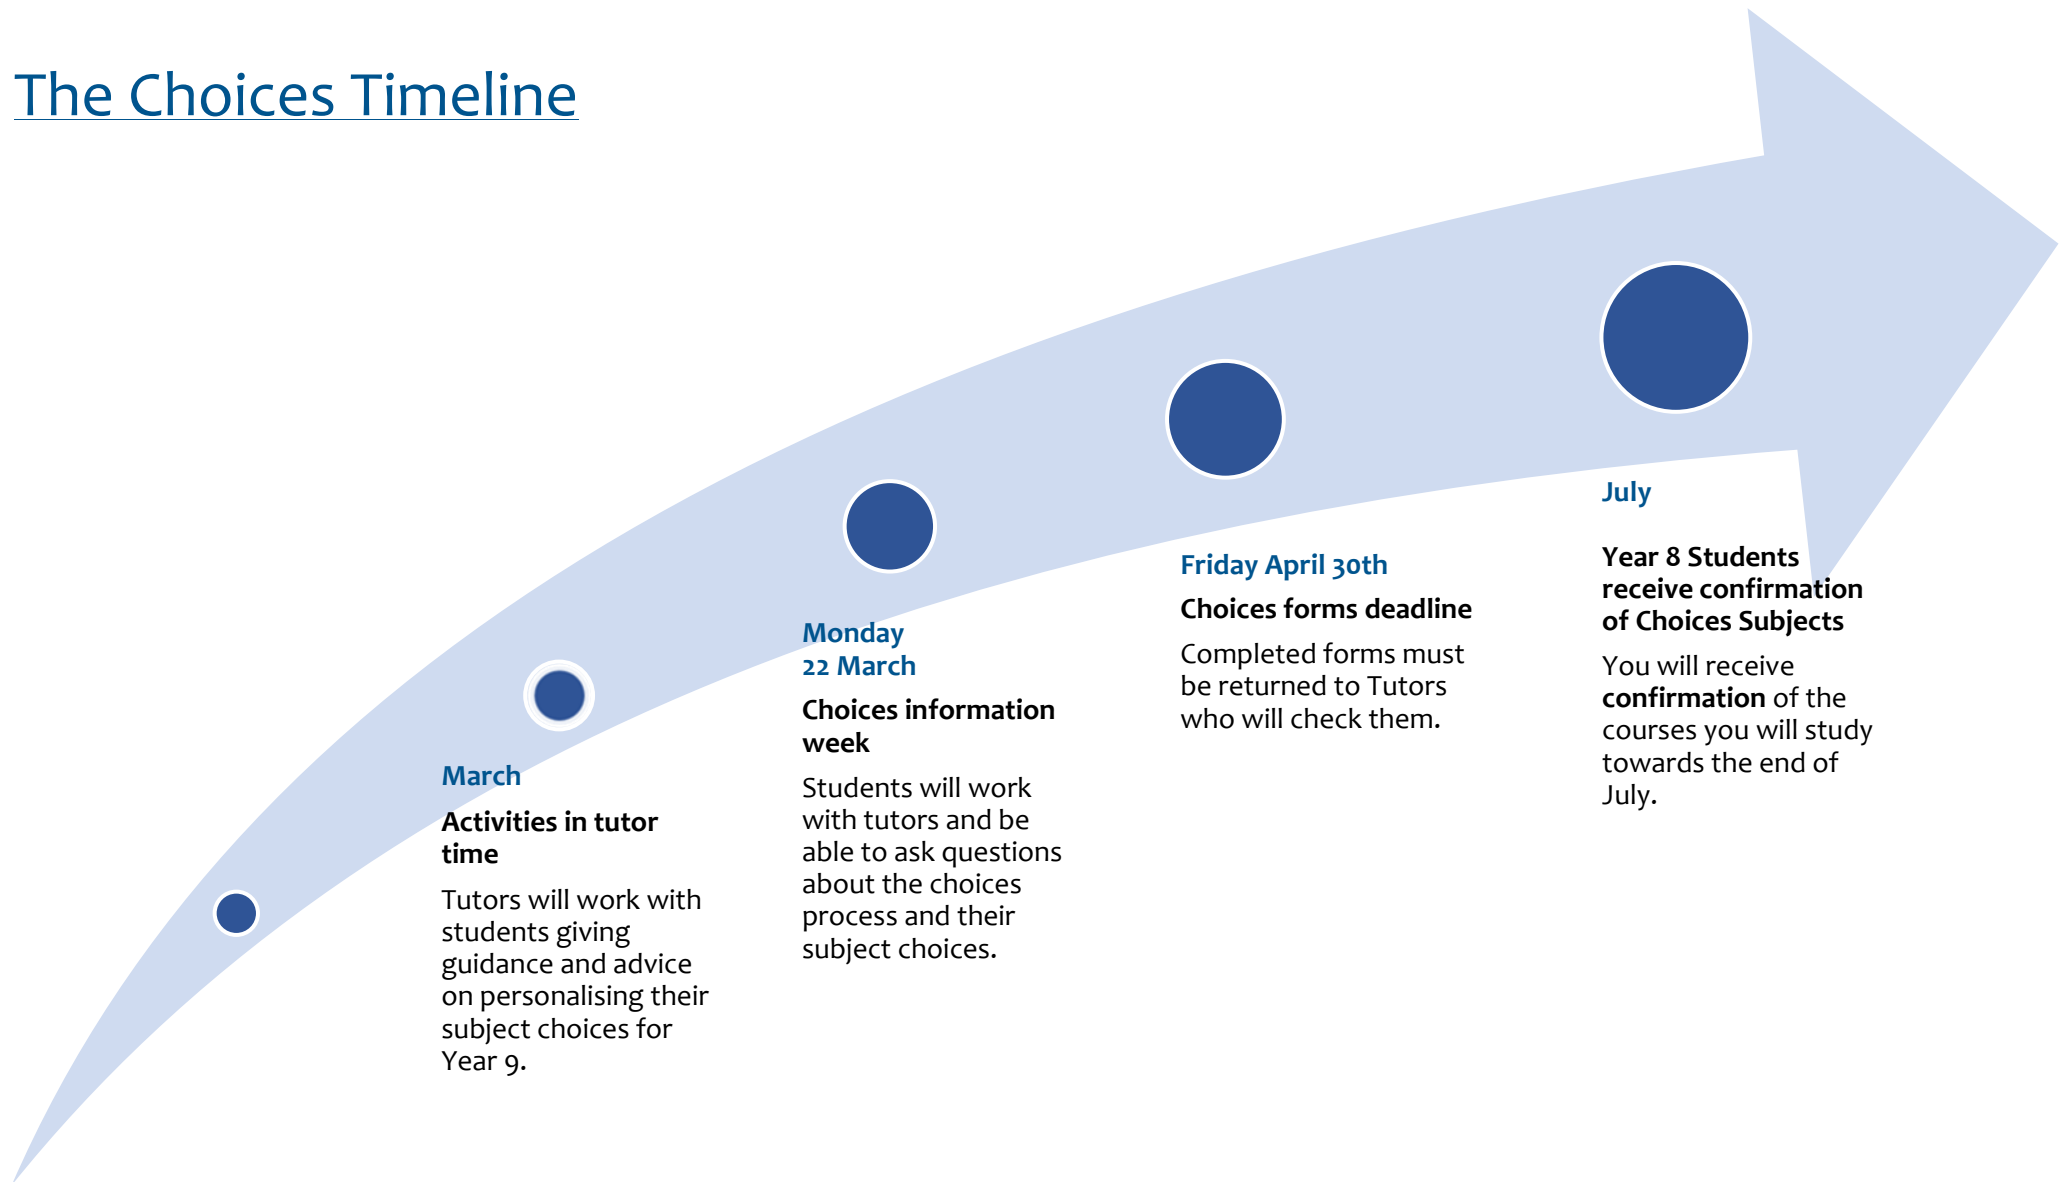 The Choices Timeline
March
Activities in tutor
time
Tutors will work with
students giving
guidance and advice
on personalising their
subject choices for
Year 9.
Monday
22 March
Choices information
week
Students will work
with tutors and be
able to ask questions
about the choices
process and their
subject choices.
Friday April 30th
Choices forms deadline
Completed forms must
be returned to Tutors
who will check them.
July
Year 8 Students
receive confirmation
of Choices Subjects
You will receive
confirmation of the
courses you will study
towards the end of
July.